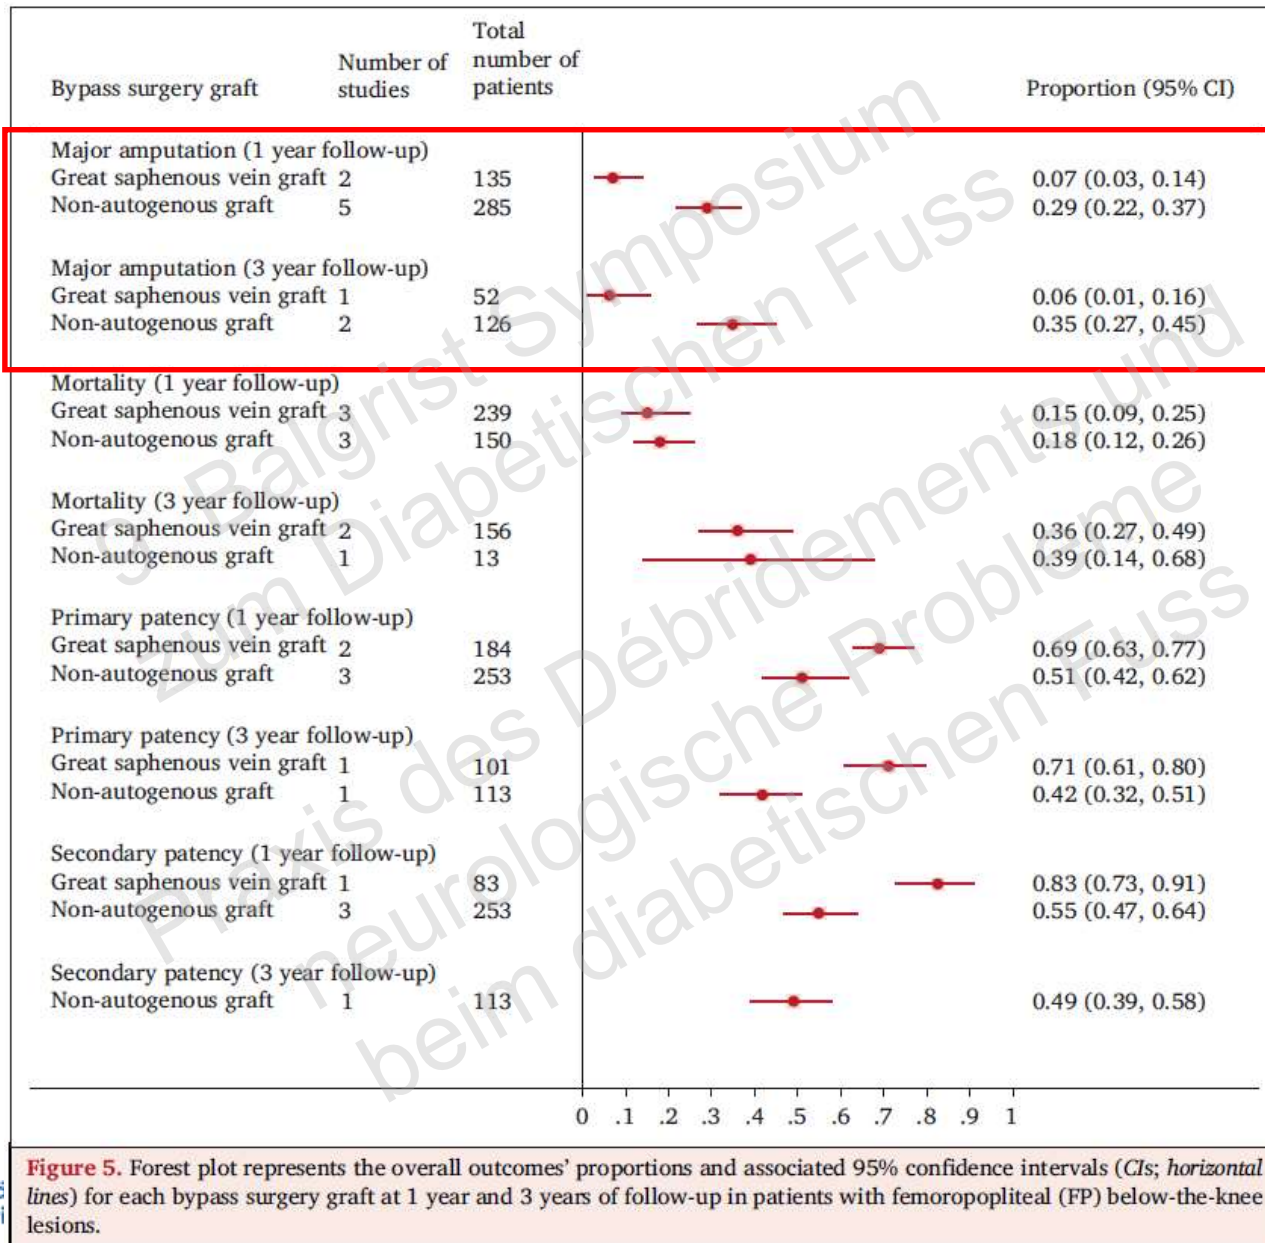 Bypass surgery graft
Number of studies
Total number of patients
Proportion (95% CI)
Major amputation (1 year follow-up)
Great saphenous vein graft 2 135 0.07 (0.03, 0.14)
Non-autogenous graft 5 285 0.29 (0.22, 0.37)
Major amputation (3 year follow-up)
Great saphenous vein graft 1 52 0.06 (0.01, 0.16)
Non-autogenous graft 2 126 0.35 (0.27, 0.45)
Mortality (1 year follow-up)
Great saphenous vein graft 3 239 0.15 (0.09, 0.25)
Non-autogenous graft 3 150 0.18 (0.12, 0.26)
Mortality (3 year follow-up)
Great saphenous vein graft 2 156 0.36 (0.27, 0.49)
Non-autogenous graft 1 13 0.39 (0.14, 0.68)
Primary patency (1 year follow-up)
Great saphenous vein graft 2 184 0.69 (0.63, 0.77)
Non-autogenous graft 3 253 0.51 (0.42, 0.62)
Primary patency (3 year follow-up)
Great saphenous vein graft 1 101 0.71 (0.61, 0.80)
Non-autogenous graft 1 113 0.42 (0.32, 0.51)
Secondary patency (1 year follow-up)
Great saphenous vein graft 1 83 0.83 (0.73, 0.91)
Non-autogenous graft 3 253 0.55 (0.47, 0.64)
Secondary patency (3 year follow-up)
Non-autogenous graft 1 113 0.49 (0.39, 0.58)
0 .1 .2 .3 .4 .5 .6 .7 .8 .9 1
Figure 5. Forest plot represents the overall outcomes' proportions and associated 95% confidence intervals (CIs; horizontal
lines) for each bypass surgery graft at 1 year and 3 years of follow-up in patients with femoropopliteal (FP) below-the-knee
lesions.
9. Balgrist Symposium
zum Diabetischen Fuss
Praxis des Débridements und
neurologische Probleme
beim diabetischen Fuss